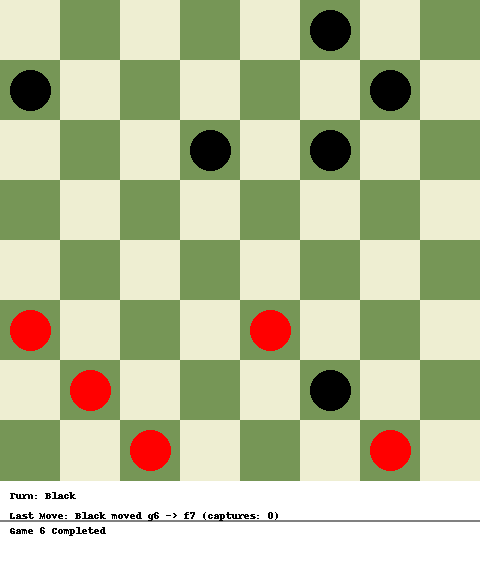 Turn: Black
Last Move: Black moved g6 -> f7 (captures: 0)
Game 6 Completed